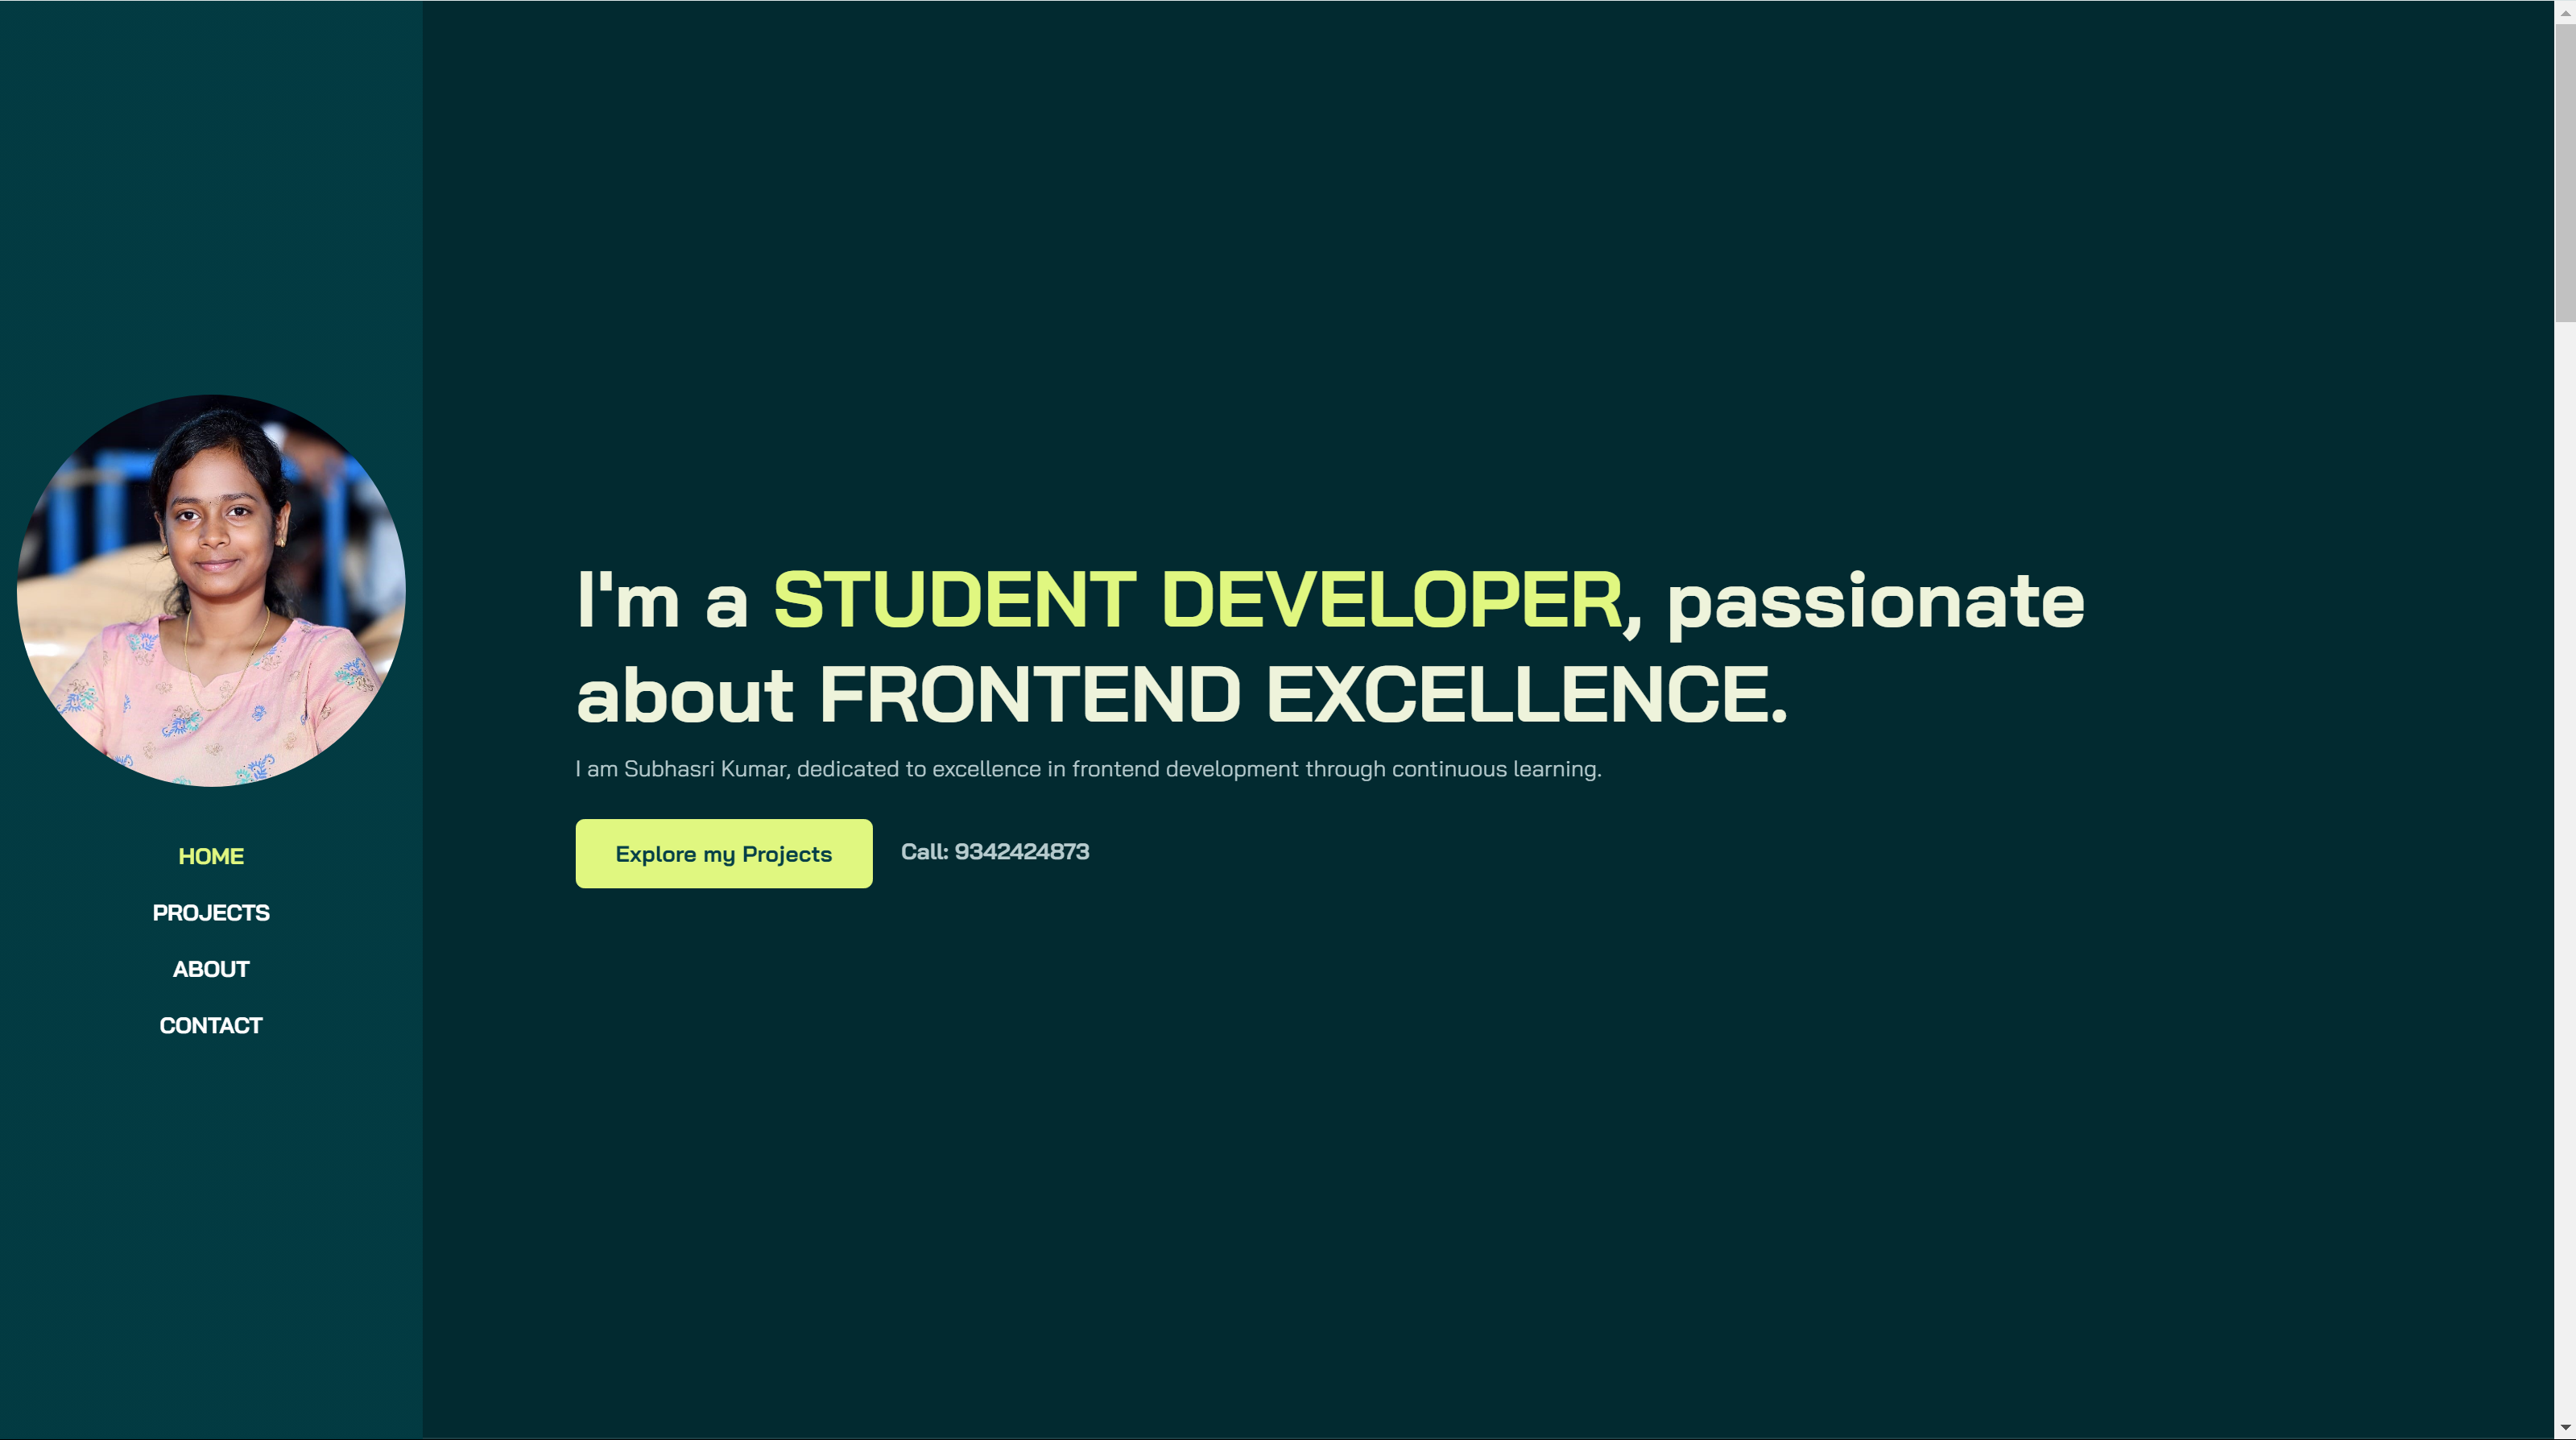 HOME
PROJECTS
ABOUT
CONTACT
I'm a STUDENT DEVELOPER, passionate
about FRONTEND EXCELLENCE.
I am Subhasri Kumar, dedicated to excellence in frontend development through continuous learning.
Explore my Projects
Call: 9342424873